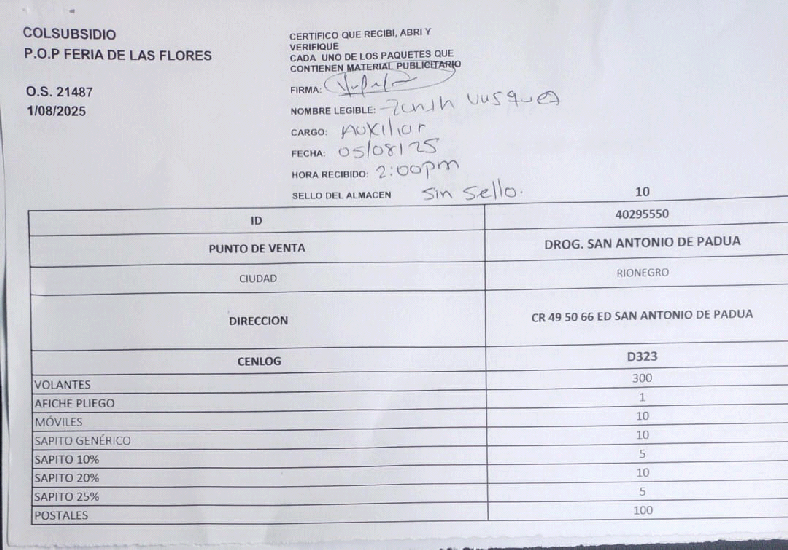 COLSUBSIDIO
P.O.P FERIA DE LAS FLORES
O.S. 21487
1/08/2025
CERTIFICO QUE RECIBI, ABRI Y
VERIFIQUE
CADA UNO DE LOS PAQUETES QUE
CONTIENEN MATERIAL PUBLICITARIO
FIRMA:
NOMBRE LEGIBLE: Zenith Vasquez
CARGO: Auxiliar
FECHA: 05/08/25
HORA RECIBIDO: 2:00pm
SELLO DEL ALMACEN Sin sello. 10
ID 40295550
PUNTO DE VENTA DROG. SAN ANTONIO DE PADUA
CIUDAD RIONEGRO
DIRECCION CR 49 50 66 ED SAN ANTONIO DE PADUA
CENLOG D323
VOLANTES 300
AFICHE PLIEGO 1
MÓVILES 10
SAPITO GENÉRICO 10
SAPITO 10% 5
SAPITO 20% 10
SAPITO 25% 5
POSTALES 100